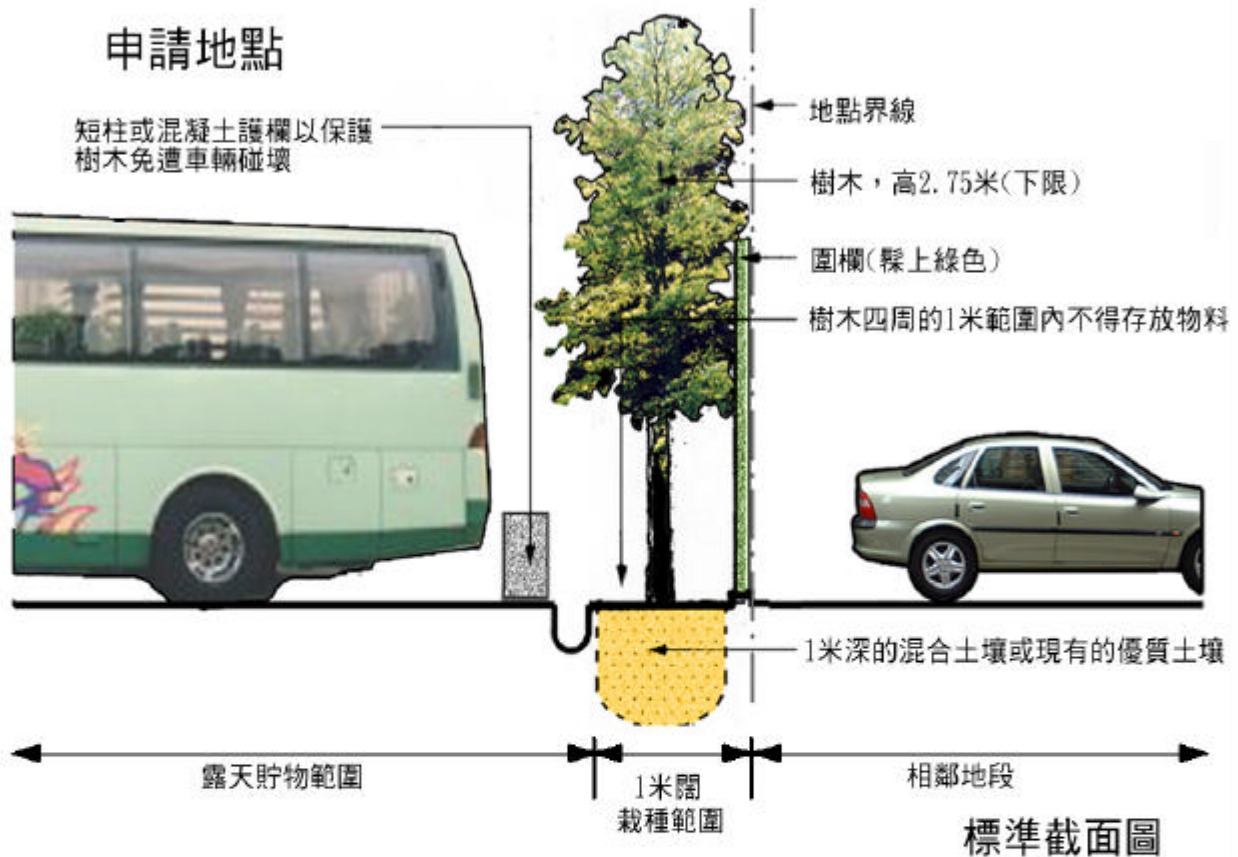 申請地點
短柱或混凝土護欄以保護
樹木免遭車輛碰壞
地點界線
樹木，高2.75米(下限)
圍欄(髹上綠色)
樹木四周的1米範圍內不得存放物料
1米深的混合土壤或現有的優質土壤
露天貯物範圍
1米闊
栽種範圍
相鄰地段
標準截面圖